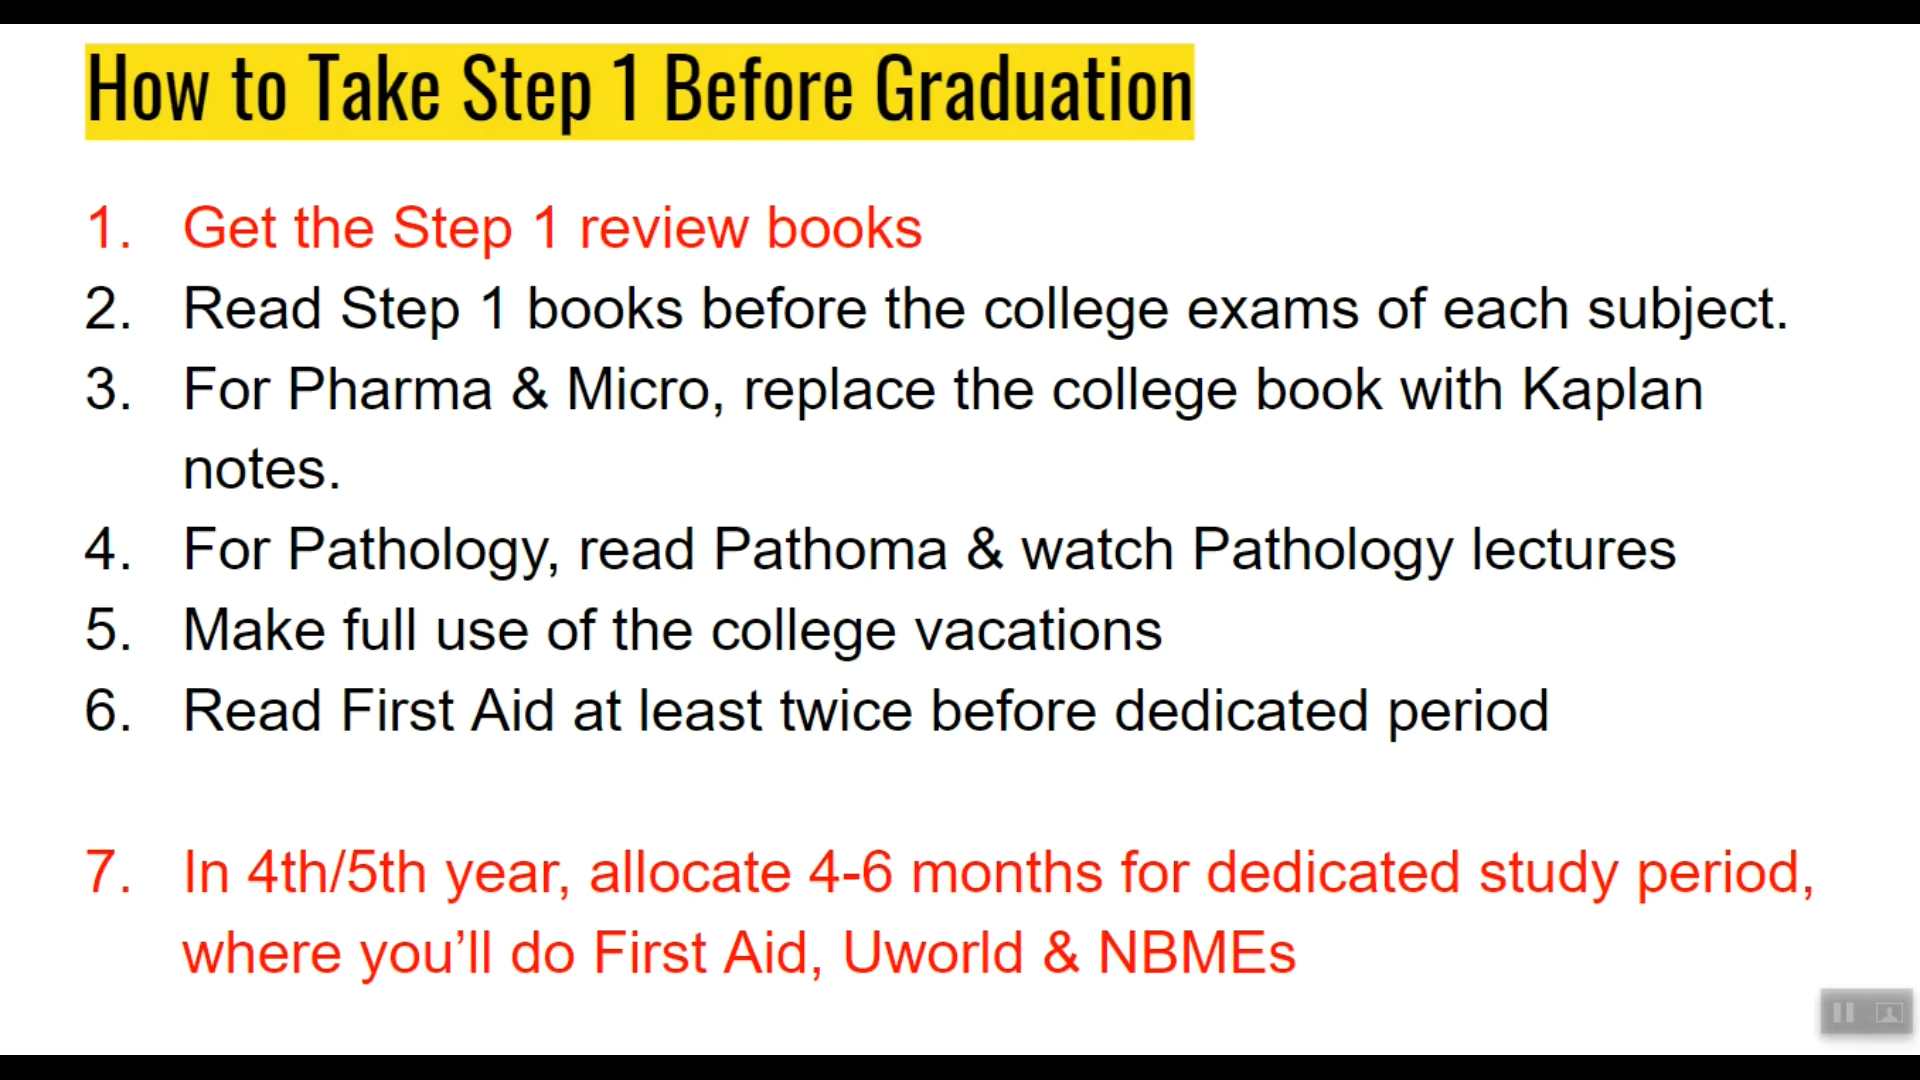 How to Take Step 1 Before Graduation
1. Get the Step 1 review books
2. Read Step 1 books before the college exams of each subject.
3. For Pharma & Micro, replace the college book with Kaplan
notes.
4. For Pathology, read Pathoma & watch Pathology lectures
5. Make full use of the college vacations
6. Read First Aid at least twice before dedicated period
7. In 4th/5th year, allocate 4-6 months for dedicated study period,
where you’ll do First Aid, Uworld & NBMEs